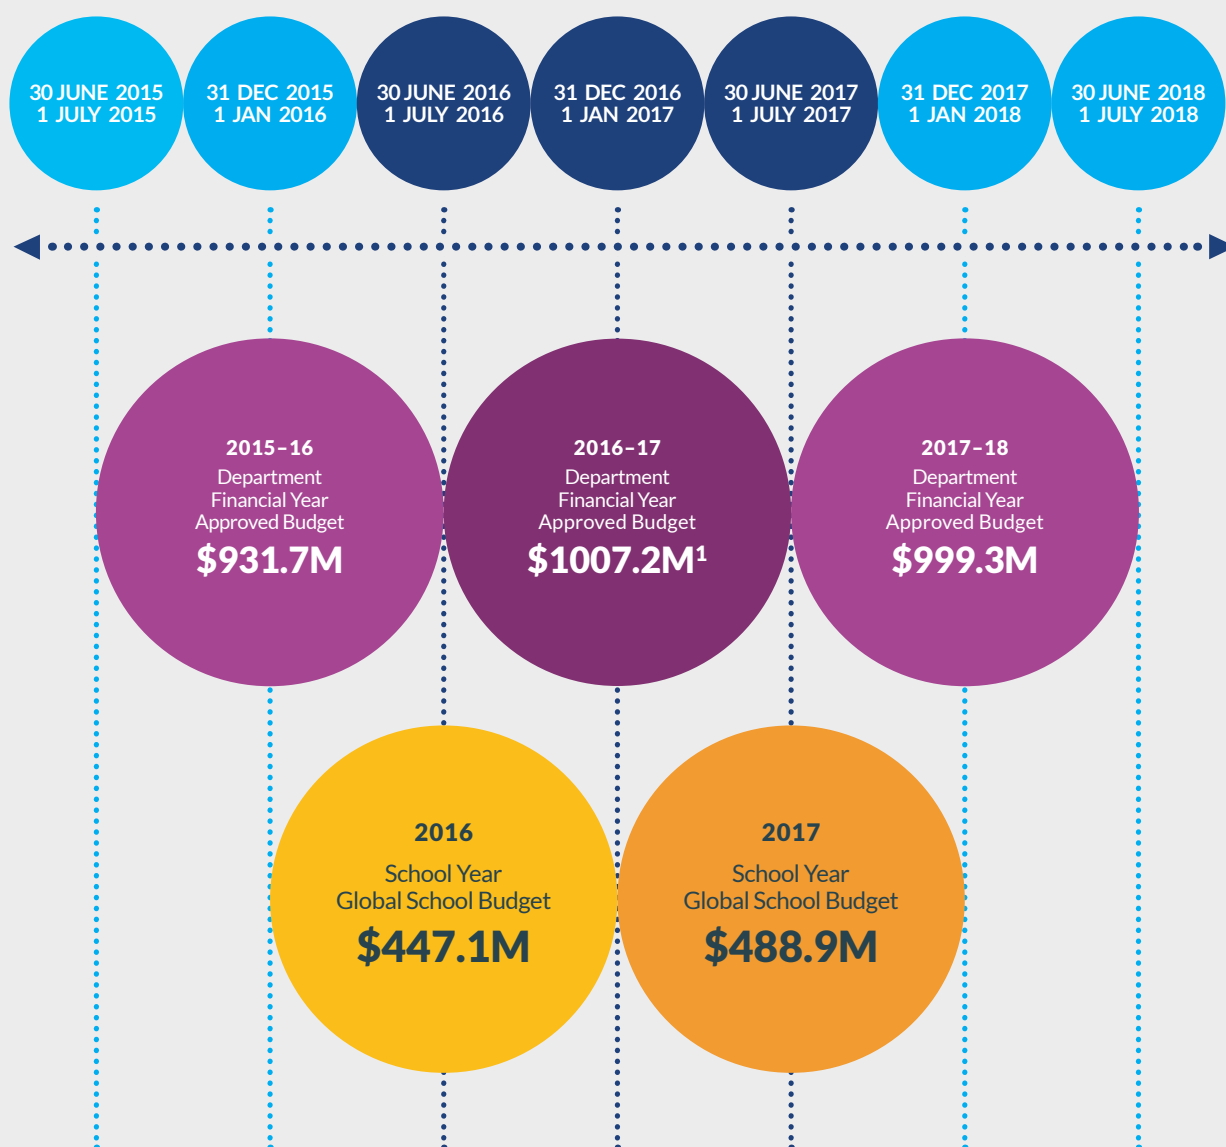 30 JUNE 2015
1 JULY 2015
31 DEC 2015
1 JAN 2016
30 JUNE 2016
1 JULY 2016
31 DEC 2016
1 JAN 2017
30 JUNE 2017
1 JULY 2017
31 DEC 2017
1 JAN 2018
30 JUNE 2018
1 JULY 2018
2015–16
Department
Financial Year
Approved Budget
$931.7M
2016–17
Department
Financial Year
Approved Budget
$1007.2M¹
2017–18
Department
Financial Year
Approved Budget
$999.3M
2016
School Year
Global School Budget
$447.1M
2017
School Year
Global School Budget
$488.9M